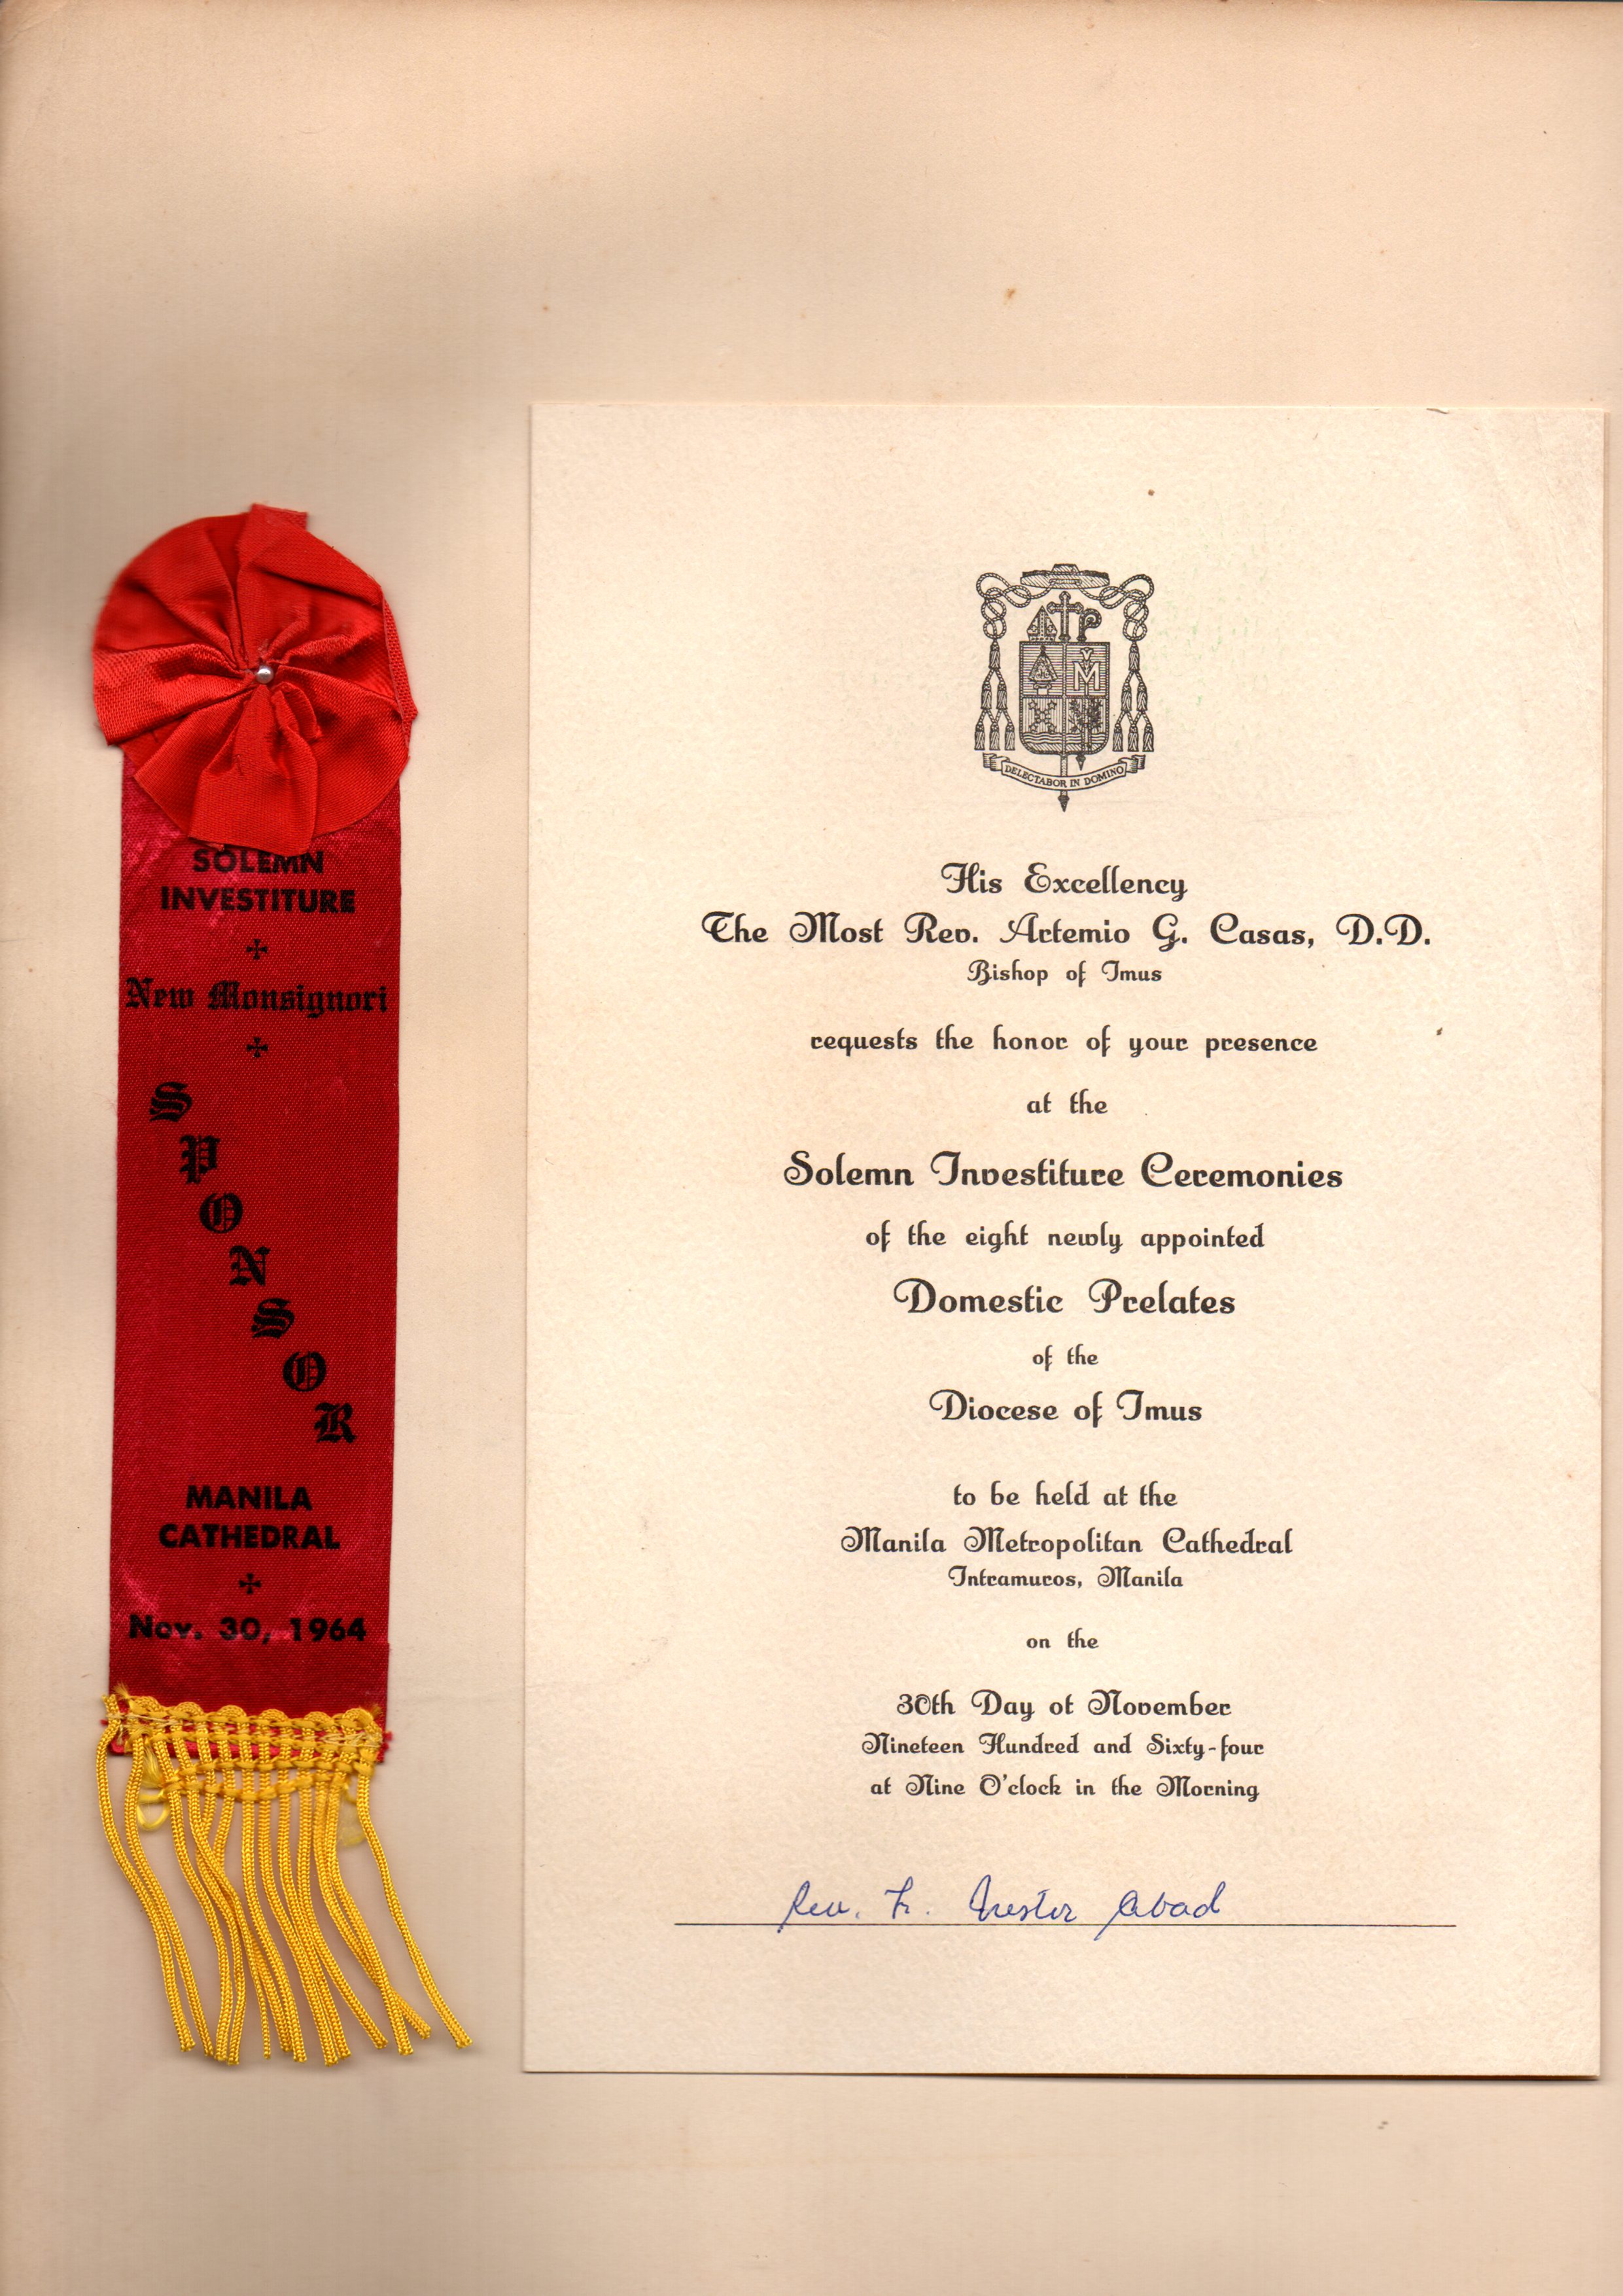 SOLEMN
INVESTITURE
New Monsignori
S
P
O
N
S
O
R
MANILA
CATHEDRAL
Nov. 30, 1964
M
DELECTABOR IN DOMINO
His Excellency
The Most Rev. Artemio G. Casas, D.D.
Bishop of Imus
requests the honor of your presence
at the
Solemn Investiture Ceremonies
of the eight newly appointed
Domestic Prelates
of the
Diocese of Imus
to be held at the
Manila Metropolitan Cathedral
Intramuros, Manila
on the
30th Day ot November
Nineteen Hundred and Sixty-four
at Nine O'clock in the Morning
Rev. Fr. Nestor Abad